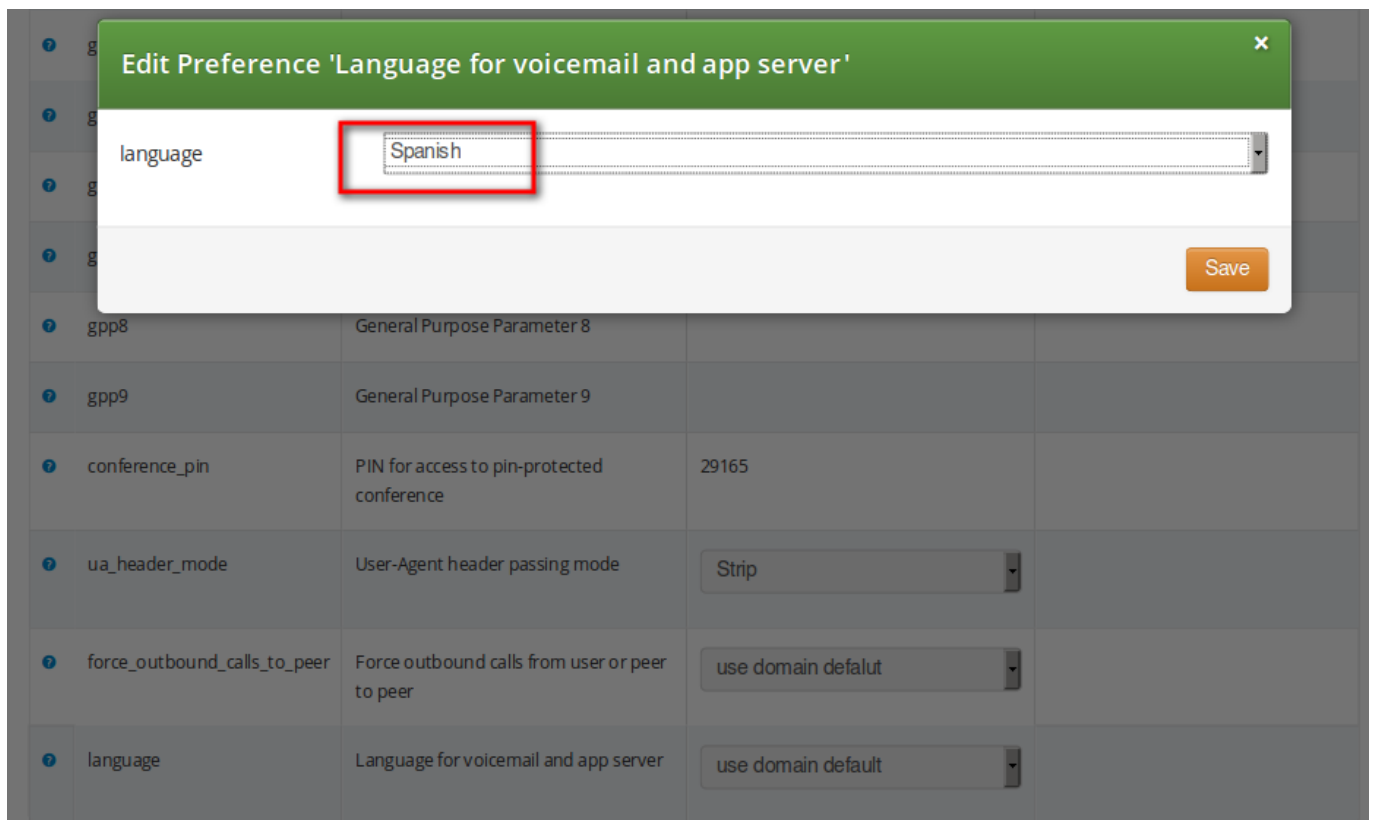 Edit Preference 'Language for voicemail and app server'
×
language
Spanish
Save
gpp8 General Purpose Parameter 8
gpp9 General Purpose Parameter 9
conference_pin PIN for access to pin-protected 29165
conference
ua_header_mode User-Agent header passing mode Strip
force_outbound_calls_to_peer Force outbound calls from user or peer use domain defalut
to peer
language Language for voicemail and app server use domain default